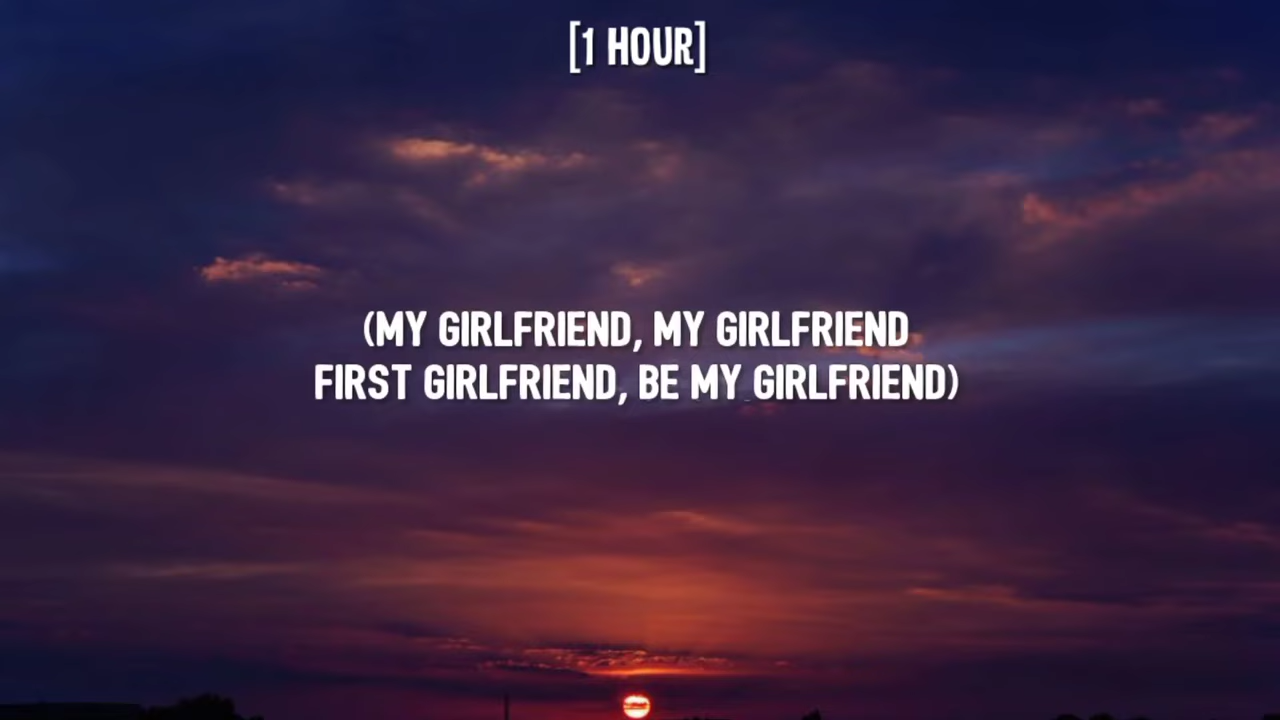 [1 HOUR]
(MY GIRLFRIEND, MY GIRLFRIEND
FIRST GIRLFRIEND, BE MY GIRLFRIEND)